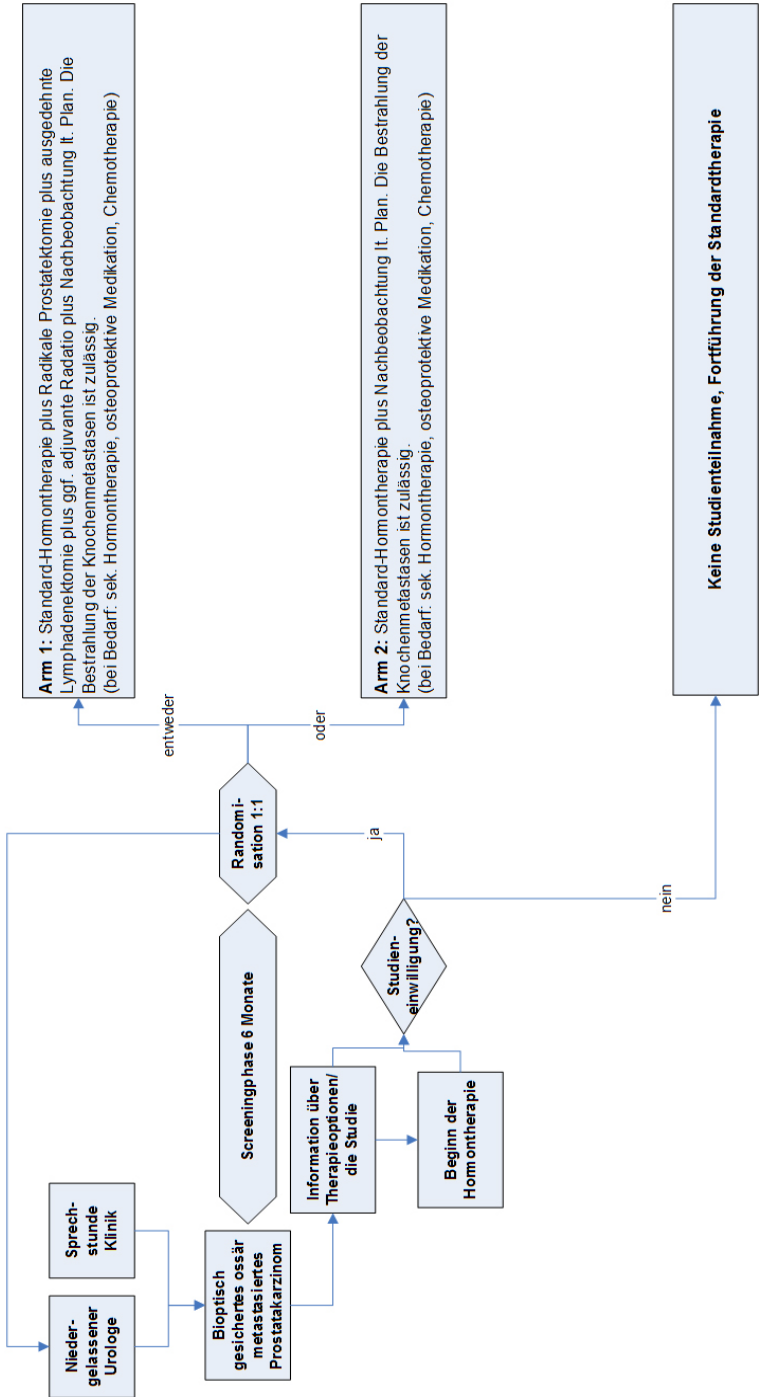 Nieder-
gelassener
Urologe
Sprech-
stunde
Klinik
Bioptisch
gesichertes ossär
metastasiertes
Prostatakarzinom
Screeningphase 6 Monate
Information über
Therapieoptionen/
die Studie
Beginn der
Hormontherapie
Studien-
einwilligung?
ja
nein
Randomi-
sation 1:1
entweder
oder
Arm 1: Standard-Hormontherapie plus Radikale Prostatektomie plus ausgedehnte
Lymphadenektomie plus ggf. adjuvante Radatio plus Nachbeobachtung lt. Plan. Die
Bestrahlung der Knochenmetastasen ist zulässig.
(bei Bedarf: sek. Hormontherapie, osteoprotektive Medikation, Chemotherapie)
Arm 2: Standard-Hormontherapie plus Nachbeobachtung lt. Plan. Die Bestrahlung der
Knochenmetastasen ist zulässig.
(bei Bedarf: sek. Hormontherapie, osteoprotektive Medikation, Chemotherapie)
Keine Studienteilnahme, Fortführung der Standardtherapie